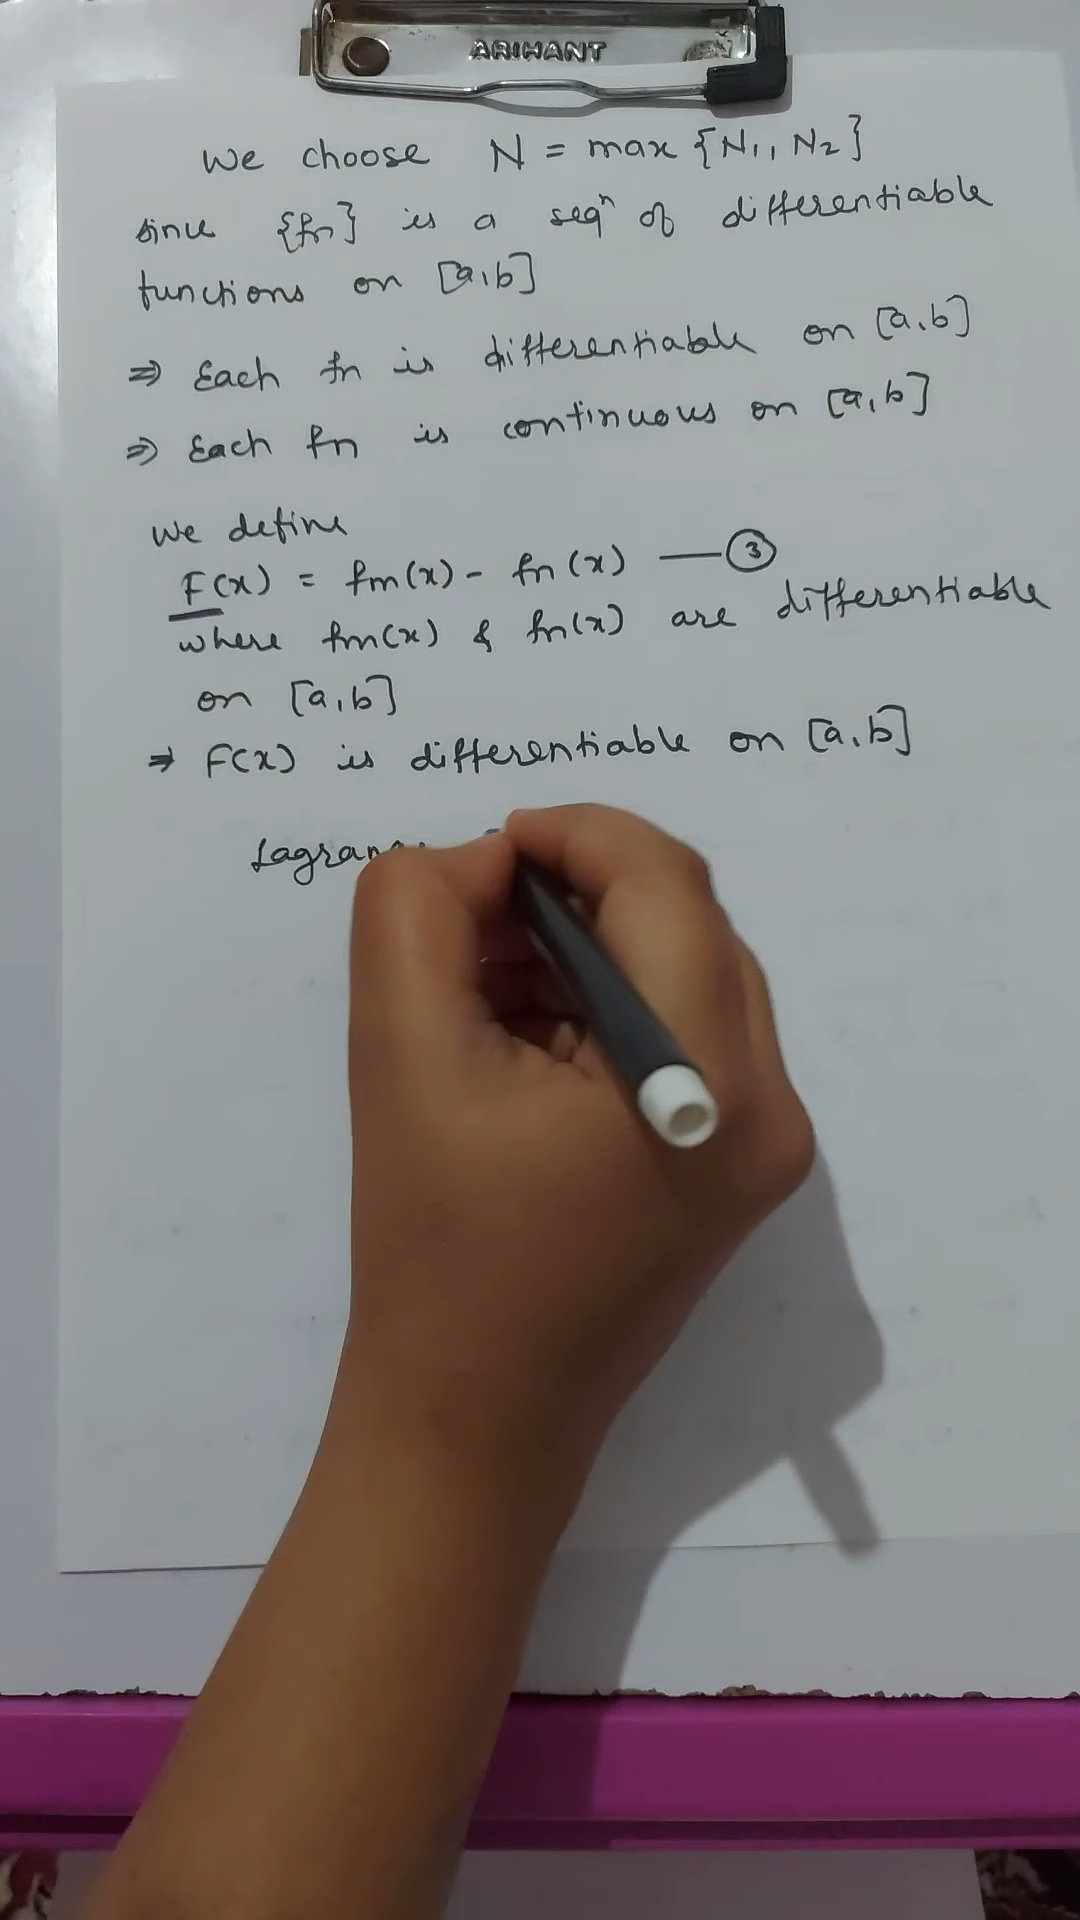 ARIHANT
We choose N = max {N1, N2}
since {fn} is a seqⁿ of differentiable
functions on [a,b]
⇒ Each fn is differentiable on [a,b]
⇒ Each fn is continuous on [a,b]
We define
F(x) = fm(x) - fn(x) — ③
where fm(x) & fn(x) are differentiable
on [a,b]
⇒ F(x) is differentiable on [a,b]